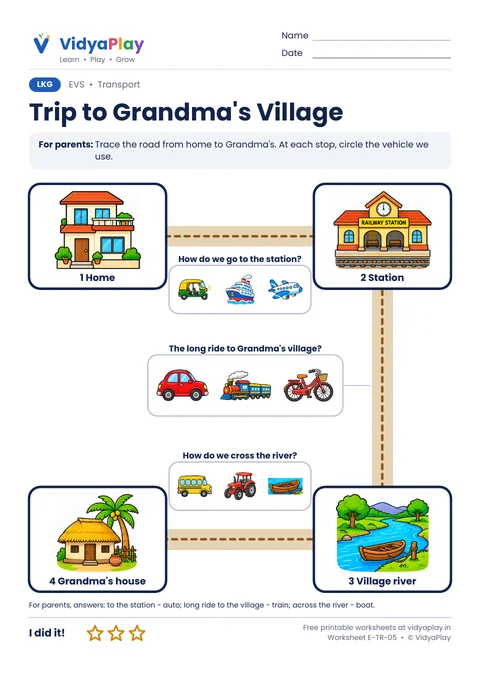 VidyaPlay
Learn • Play • Grow
Name
Date
LKG EVS • Transport
Trip to Grandma's Village
For parents: Trace the road from home to Grandma's. At each stop, circle the vehicle we
use.
1 Home
RAILWAY STATION
2 Station
How do we go to the station?
The long ride to Grandma's village?
How do we cross the river?
4 Grandma's house
3 Village river
For parents, answers: to the station - auto; long ride to the village - train; across the river - boat.
I did it!
Free printable worksheets at vidyaplay.in
Worksheet E-TR-05 • © VidyaPlay